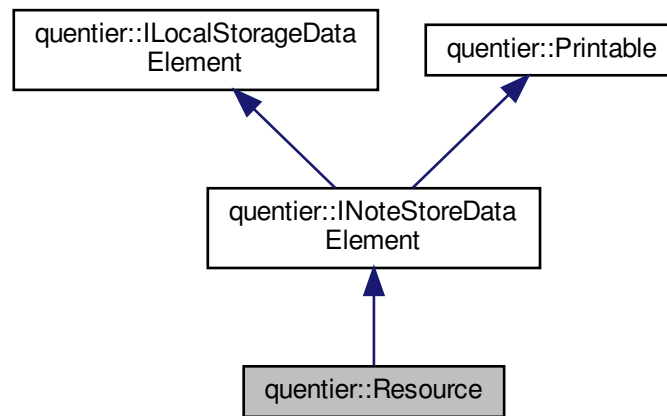 quentier::ILocalStorageData
Element
quentier::Printable
quentier::INoteStoreData
Element
quentier::Resource